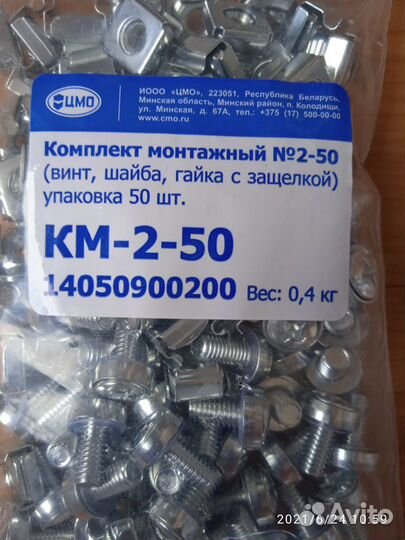 ЦМО
ИООО «ЦМО», 223051, Республика Беларусь,
Минская область, Минский район, п. Колодищи,
ул. Минская, д. 67А, тел.: +375 (17) 500-00-00
www.cmo.ru
Комплект монтажный №2-50
(винт, шайба, гайка с защелкой)
упаковка 50 шт.
КМ-2-50
14050900200 Вес: 0,4 кг
2021/6/24 10:59
Avito